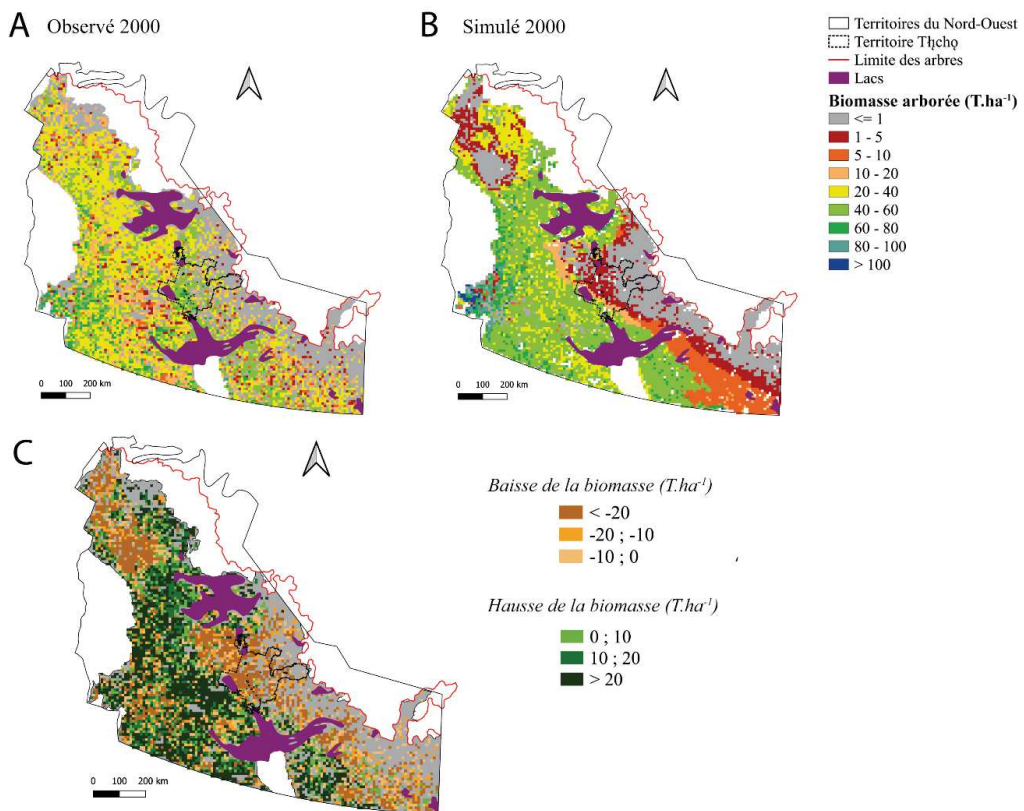 A Observé 2000
B Simulé 2000
Territoires du Nord-Ouest
Territoire Tłı̨chǫ
Limite des arbres
Lacs
Biomasse arborée (T.ha⁻¹)
<= 1
1 - 5
5 - 10
10 - 20
20 - 40
40 - 60
60 - 80
80 - 100
> 100
0 100 200 km
0 100 200 km
C
Baisse de la biomasse (T.ha⁻¹)
< -20
-20 ; -10
-10 ; 0
Hausse de la biomasse (T.ha⁻¹)
0 ; 10
10 ; 20
> 20
0 100 200 km